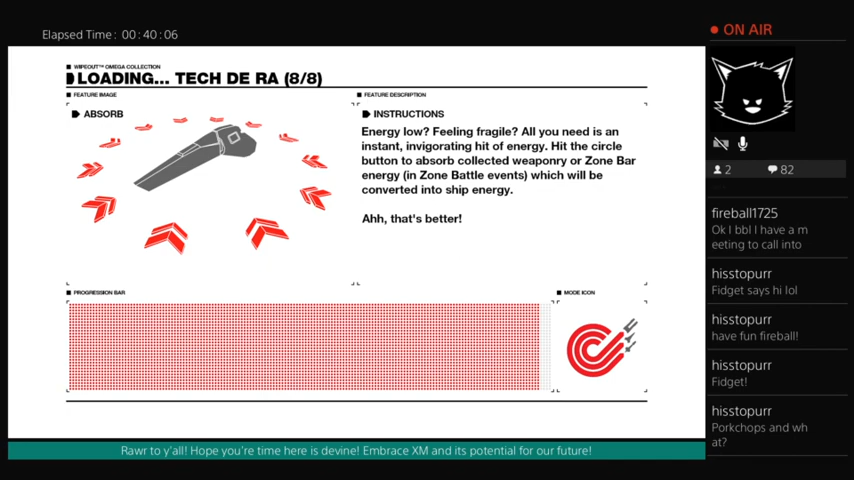 Elapsed Time : 00:40:06
ON AIR
WIPEOUT™ OMEGA COLLECTION
LOADING... TECH DE RA (8/8)
FEATURE IMAGE
FEATURE DESCRIPTION
ABSORB
INSTRUCTIONS
Energy low? Feeling fragile? All you need is an
instant, invigorating hit of energy. Hit the circle
button to absorb collected weaponry or Zone Bar
energy (in Zone Battle events) which will be
converted into ship energy.
Ahh, that's better!
PROGRESSION BAR
MODE ICON
2
82
fireball1725
Ok I bbl I have a m
eeting to call into
hisstopurr
Fidget says hi lol
hisstopurr
have fun fireball!
hisstopurr
Fidget!
hisstopurr
Porkchops and wh
at?
Rawr to y'all! Hope you're time here is devine! Embrace XM and its potential for our future!